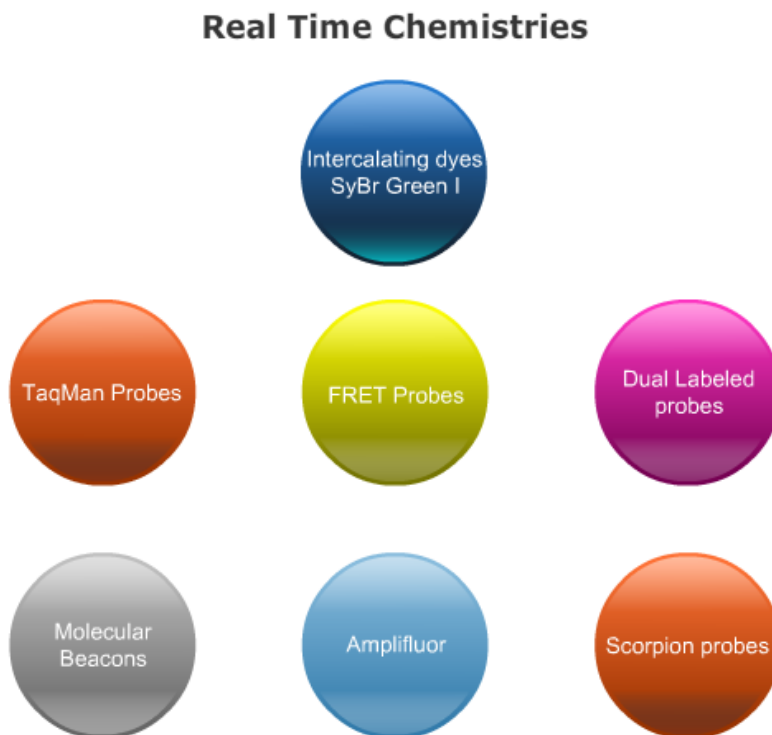 Real Time Chemistries
Intercalating dyes
SyBr Green I
TaqMan Probes
FRET Probes
Dual Labeled
probes
Molecular
Beacons
Amplifluor
Scorpion probes